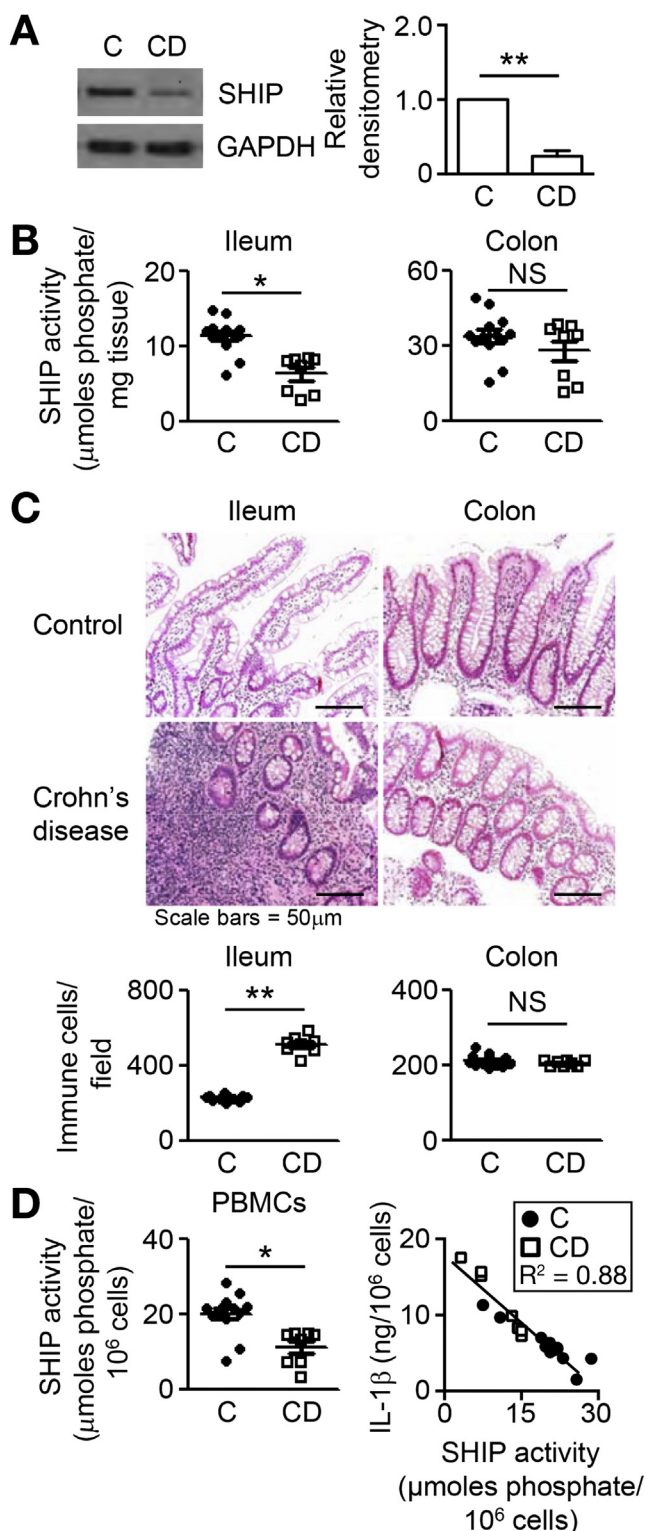 A
C CD
SHIP
GAPDH
Relative
densitometry
2.0
1.0
0
**
C CD
B
Ileum
SHIP activity
(μmoles phosphate/
mg tissue)
20
10
0
*
C CD
Colon
60
30
0
NS
C CD
C
Ileum Colon
Control
Crohn's
disease
Scale bars = 50μm
Ileum
Immune cells/
field
800
400
0
**
C CD
Colon
400
200
0
NS
C CD
D
PBMCs
SHIP activity
(μmoles phosphate/
10⁶ cells)
40
20
0
*
C CD
IL-1β (ng/10⁶ cells)
20
10
0
C
CD
R² = 0.88
0 15 30
SHIP activity
(μmoles phosphate/
10⁶ cells)